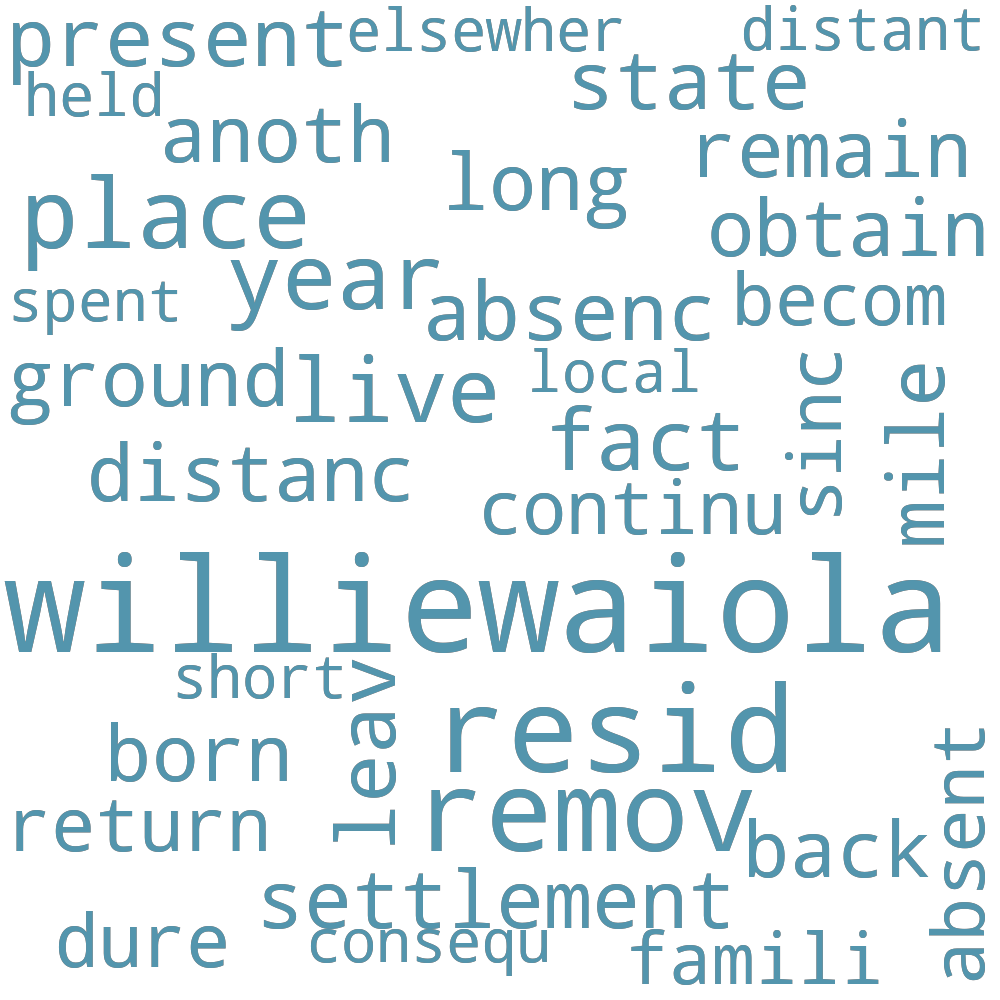 present
elsewher
distant
held
state
anoth
long
remain
place
obtain
year
spent
absenc
becom
ground
live
local
sinc
mile
fact
distanc
continu
williewaiola
short
leav
resid
born
remov
absent
return
back
settlement
dure
consequ
famili